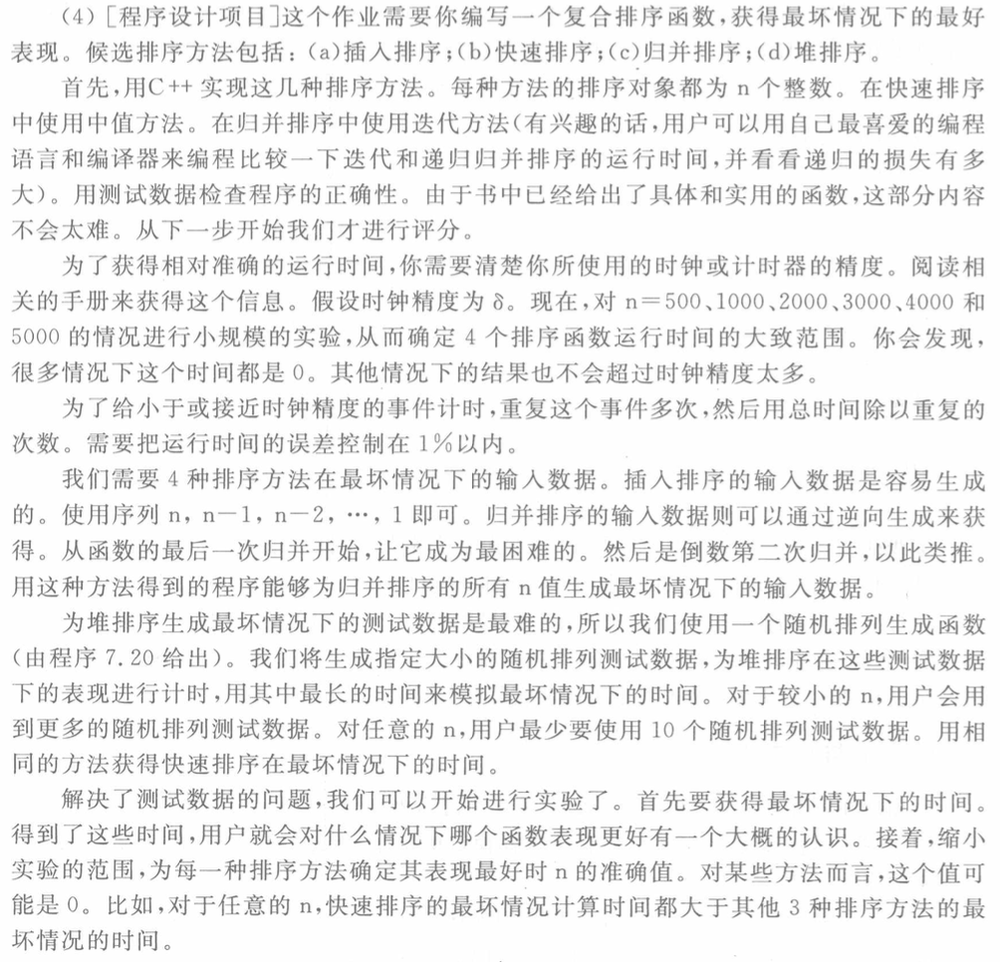 (4) [程序设计项目]这个作业需要你编写一个复合排序函数,获得最坏情况下的最好
表现。候选排序方法包括: (a)插入排序;(b)快速排序;(c)归并排序;(d)堆排序。
首先,用C++ 实现这几种排序方法。每种方法的排序对象都为 n 个整数。在快速排序
中使用中值方法。在归并排序中使用迭代方法(有兴趣的话,用户可以用自己最喜爱的编程
语言和编译器来编程比较一下迭代和递归归并排序的运行时间,并看看递归的损失有多
大)。用测试数据检查程序的正确性。由于书中已经给出了具体和实用的函数,这部分内容
不会太难。从下一步开始我们才进行评分。
为了获得相对准确的运行时间,你需要清楚你所使用的时钟或计时器的精度。阅读相
关的手册来获得这个信息。假设时钟精度为 δ。现在,对 n=500、1000、2000、3000、4000 和
5000 的情况进行小规模的实验,从而确定 4 个排序函数运行时间的大致范围。你会发现,
很多情况下这个时间都是 0。其他情况下的结果也不会超过时钟精度太多。
为了给小于或接近时钟精度的事件计时,重复这个事件多次,然后用总时间除以重复的
次数。需要把运行时间的误差控制在 1%以内。
我们需要 4 种排序方法在最坏情况下的输入数据。插入排序的输入数据是容易生成
的。使用序列 n, n-1, n-2, …, 1 即可。归并排序的输入数据则可以通过逆向生成来获
得。从函数的最后一次归并开始,让它成为最困难的。然后是倒数第二次归并,以此类推。
用这种方法得到的程序能够为归并排序的所有 n 值生成最坏情况下的输入数据。
为堆排序生成最坏情况下的测试数据是最难的,所以我们使用一个随机排列生成函数
(由程序 7.20 给出)。我们将生成指定大小的随机排列测试数据,为堆排序在这些测试数据
下的表现进行计时,用其中最长的时间来模拟最坏情况下的时间。对于较小的 n,用户会用
到更多的随机排列测试数据。对任意的 n,用户最少要使用 10 个随机排列测试数据。用相
同的方法获得快速排序在最坏情况下的时间。
解决了测试数据的问题,我们可以开始进行实验了。首先要获得最坏情况下的时间。
得到了这些时间,用户就会对什么情况下哪个函数表现更好有一个大概的认识。接着,缩小
实验的范围,为每一种排序方法确定其表现最好时 n 的准确值。对某些方法而言,这个值可
能是 0。比如,对于任意的 n,快速排序的最坏情况计算时间都大于其他 3 种排序方法的最
坏情况的时间。